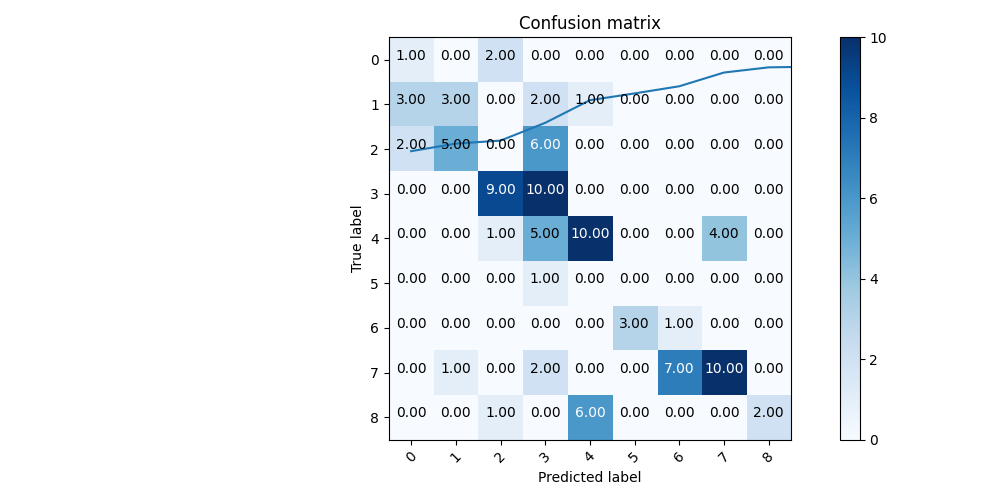 Confusion matrix
0 1.00 0.00 2.00 0.00 0.00 0.00 0.00 0.00 0.00
1 3.00 3.00 0.00 2.00 1.00 0.00 0.00 0.00 0.00
2 2.00 5.00 0.00 6.00 0.00 0.00 0.00 0.00 0.00
3 0.00 0.00 9.00 10.00 0.00 0.00 0.00 0.00 0.00
4 0.00 0.00 1.00 5.00 10.00 0.00 0.00 4.00 0.00
5 0.00 0.00 0.00 1.00 0.00 0.00 0.00 0.00 0.00
6 0.00 0.00 0.00 0.00 0.00 3.00 1.00 0.00 0.00
7 0.00 1.00 0.00 2.00 0.00 0.00 7.00 10.00 0.00
8 0.00 0.00 1.00 0.00 6.00 0.00 0.00 0.00 2.00
0 1 2 3 4 5 6 7 8
True label
Predicted label
10
8
6
4
2
0